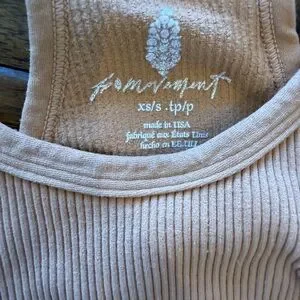 fp movement
xs/s .tp/p
made in USA
fabriqué aux États Unis
hecho en EE.UU